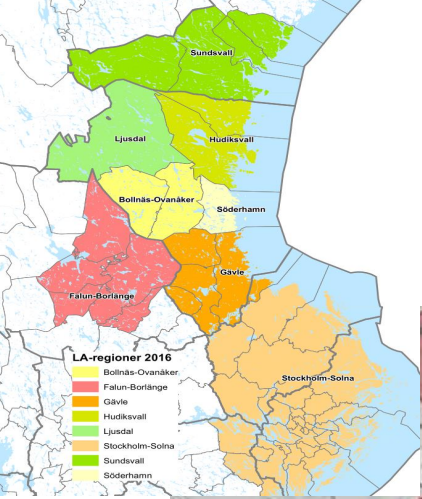 Sundsvall
Ljusdal
Hudiksvall
Bollnäs-Ovanåker
Söderhamn
Gävle
Falun-Borlänge
Stockholm-Solna
LA-regioner 2016
Bollnäs-Ovanåker
Falun-Borlänge
Gävle
Hudiksvall
Ljusdal
Stockholm-Solna
Sundsvall
Söderhamn